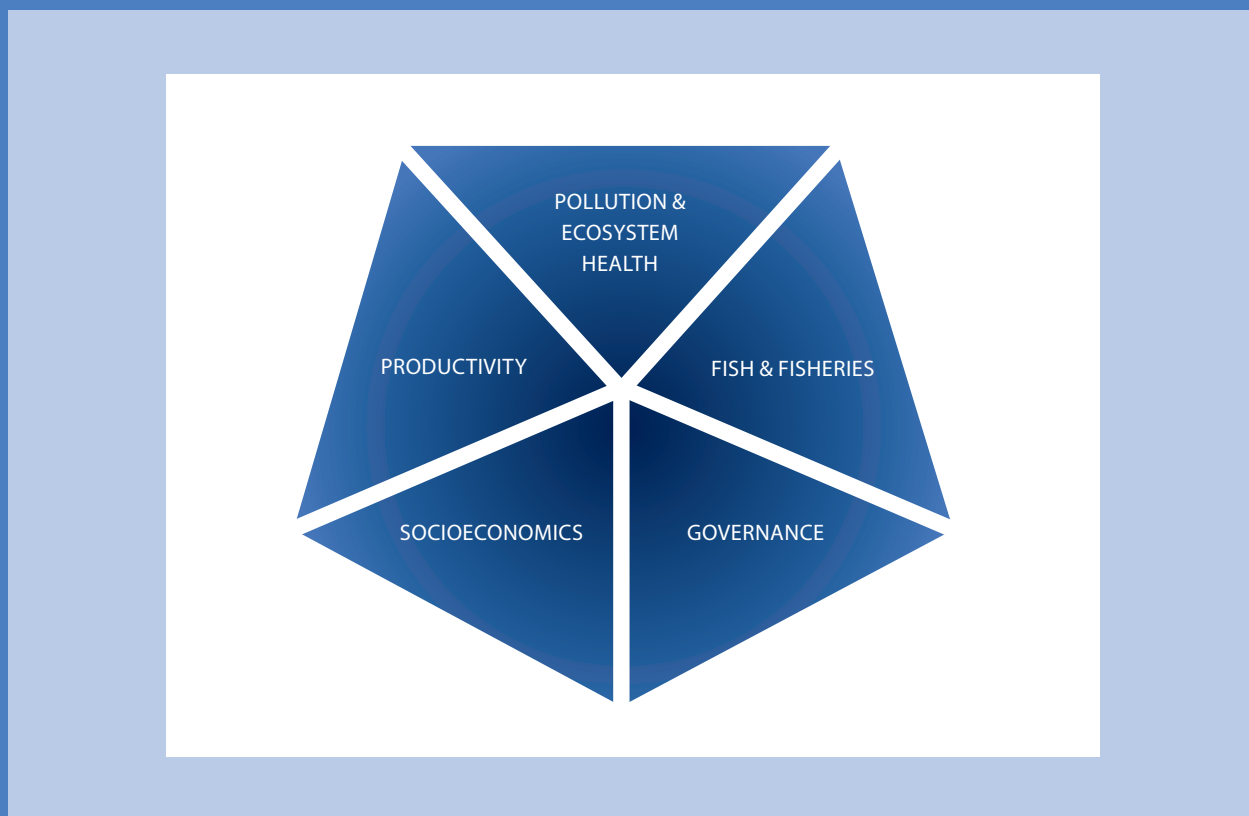 POLLUTION &
ECOSYSTEM
HEALTH
PRODUCTIVITY
FISH & FISHERIES
SOCIOECONOMICS
GOVERNANCE